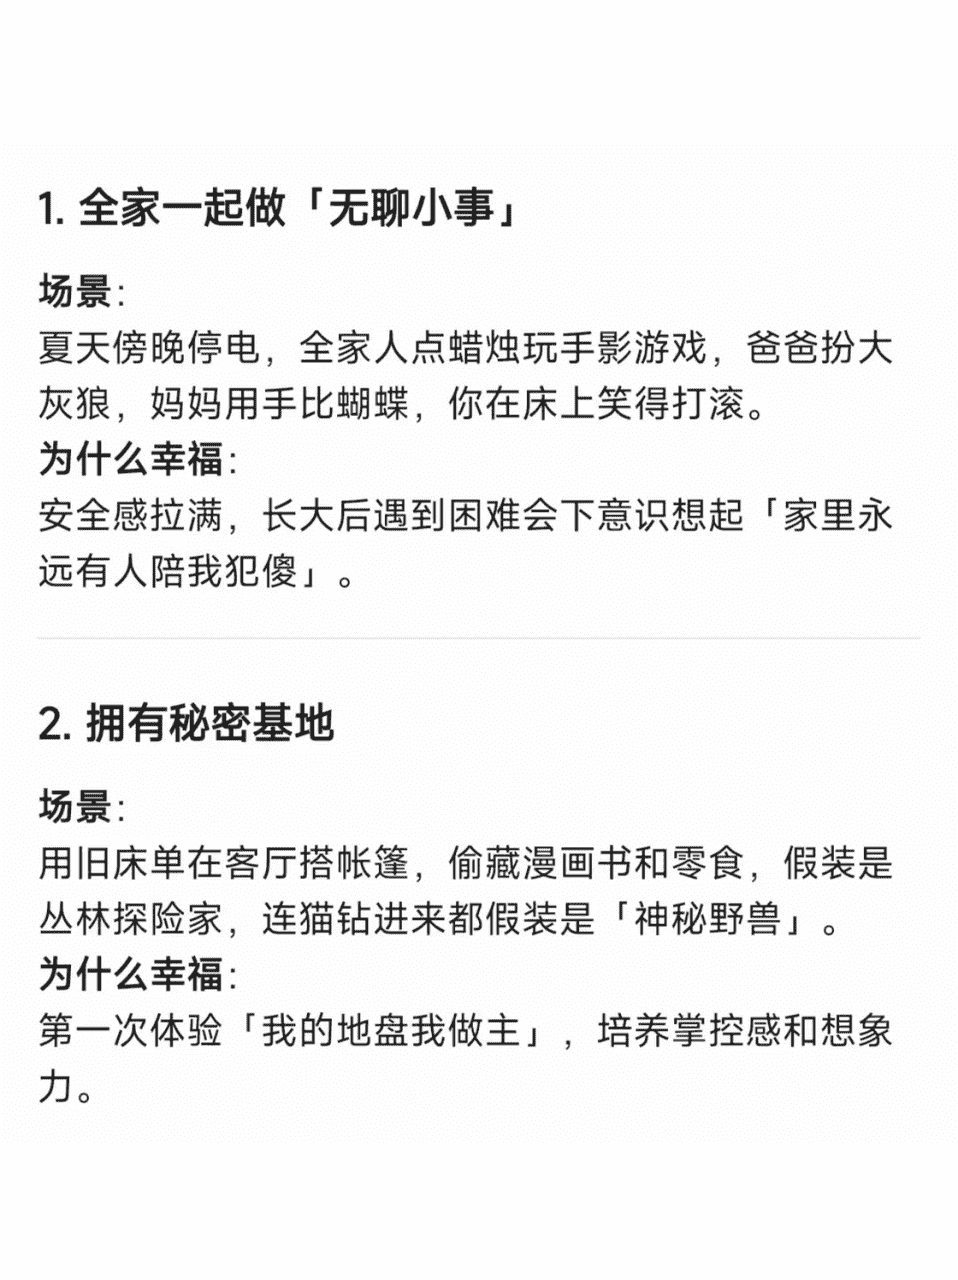 1. 全家一起做「无聊小事」
场景：
夏天傍晚停电，全家人点蜡烛玩手影游戏，爸爸扮大
灰狼，妈妈用手比蝴蝶，你在床上笑得打滚。
为什么幸福：
安全感拉满，长大后遇到困难会下意识想起「家里永
远有人陪我犯傻」。
2. 拥有秘密基地
场景：
用旧床单在客厅搭帐篷，偷藏漫画书和零食，假装是
丛林探险家，连猫钻进来都假装是「神秘野兽」。
为什么幸福：
第一次体验「我的地盘我做主」，培养掌控感和想象
力。